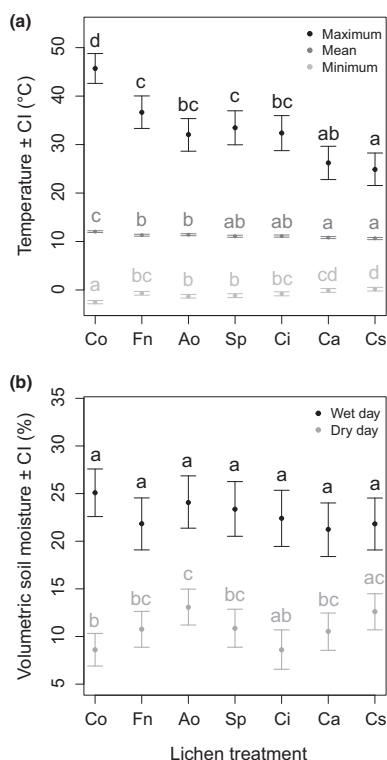 (a)
Maximum
Mean
Minimum
Temperature ± CI (°C)
50
40
30
20
10
0
d c bc c bc ab a
c b b ab ab a a
a bc b b bc cd d
Co Fn Ao Sp Ci Ca Cs
(b)
Wet day
Dry day
Volumetric soil moisture ± CI (%)
35
30
25
20
15
10
5
a a a a a a a
b bc c bc ab bc ac
Co Fn Ao Sp Ci Ca Cs
Lichen treatment